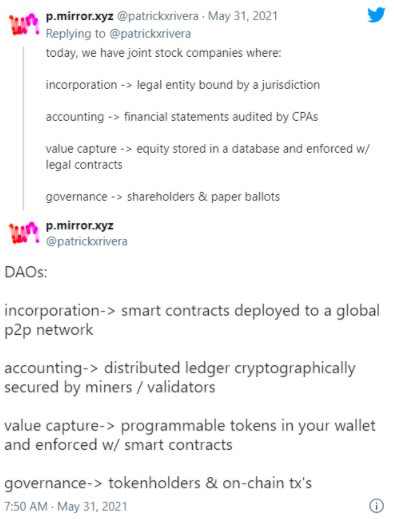 p.mirror.xyz @patrickxrivera · May 31, 2021
Replying to @patrickxrivera
today, we have joint stock companies where:
incorporation -> legal entity bound by a jurisdiction
accounting -> financial statements audited by CPAs
value capture -> equity stored in a database and enforced w/
legal contracts
governance -> shareholders & paper ballots
p.mirror.xyz
@patrickxrivera
DAOs:
incorporation-> smart contracts deployed to a global
p2p network
accounting-> distributed ledger cryptographically
secured by miners / validators
value capture-> programmable tokens in your wallet
and enforced w/ smart contracts
governance-> tokenholders & on-chain tx's
7:50 AM · May 31, 2021